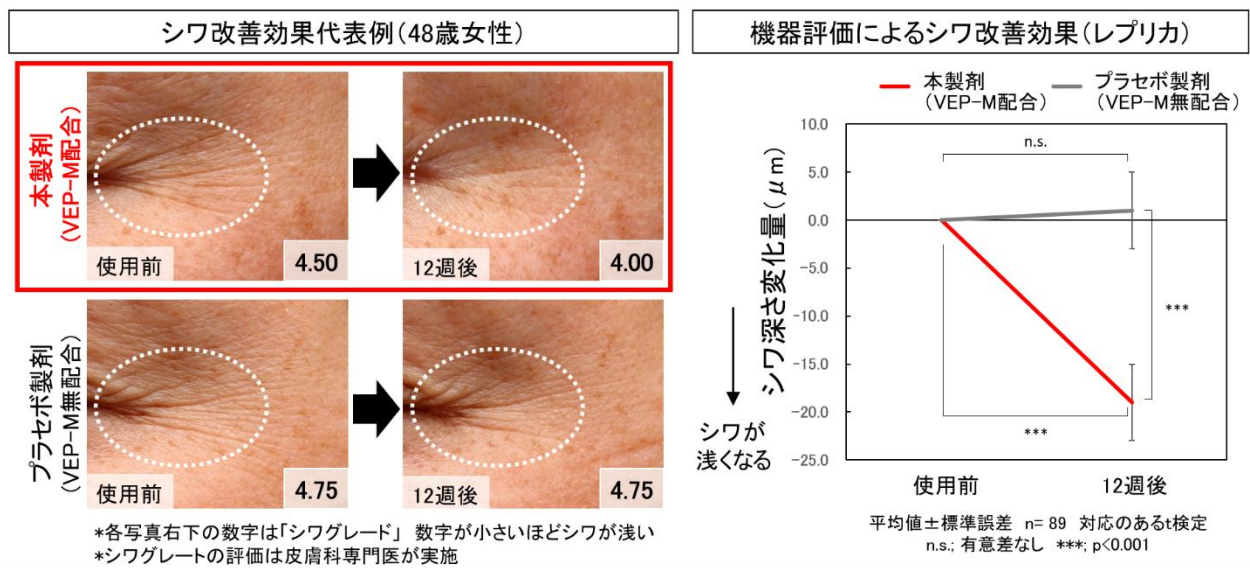 シワ改善効果代表例(48歳女性)
本製剤
(VEP-M配合)
使用前
4.50
12週後
4.00
プラセボ製剤
(VEP-M無配合)
使用前
4.75
12週後
4.75
*各写真右下の数字は「シワグレード」 数字が小さいほどシワが浅い
*シワグレートの評価は皮膚科専門医が実施
機器評価によるシワ改善効果(レプリカ)
本製剤
(VEP-M配合)
プラセボ製剤
(VEP-M無配合)
シワ深さ変化量(μm)
10.0
5.0
0.0
-5.0
-10.0
-15.0
-20.0
-25.0
n.s.
***
***
シワが
浅くなる
使用前
12週後
平均値±標準誤差 n= 89 対応のあるt検定
n.s.; 有意差なし ***; p<0.001